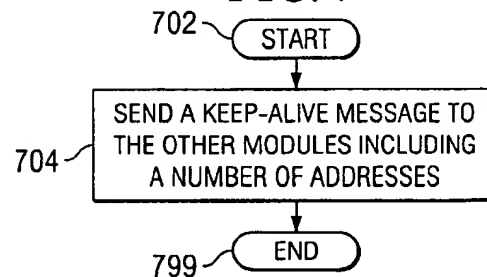 702
START
SEND A KEEP-ALIVE MESSAGE TO
THE OTHER MODULES INCLUDING
A NUMBER OF ADDRESSES
704
799
END